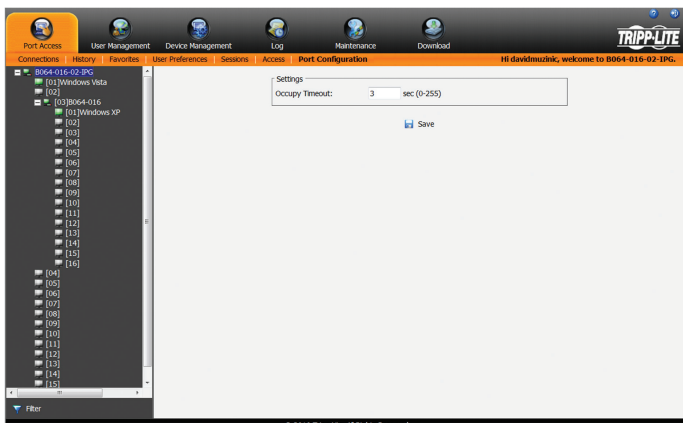 TRIPP·LITE
Port Access User Management Device Management Log Maintenance Download
Connections History Favorites User Preferences Sessions Access Port Configuration Hi davidmuzinic, welcome to B064-016-02-IPG.
B064-016-02-IPG
[01]Windows Vista
[02]
[03]B064-016
[01]Windows XP
[02]
[03]
[04]
[05]
[06]
[07]
[08]
[09]
[10]
[11]
[12]
[13]
[14]
[15]
[16]
[04]
[05]
[06]
[07]
[08]
[09]
[10]
[11]
[12]
[13]
[14]
[15]
Filter
Settings
Occupy Timeout: 3 sec (0-255)
Save